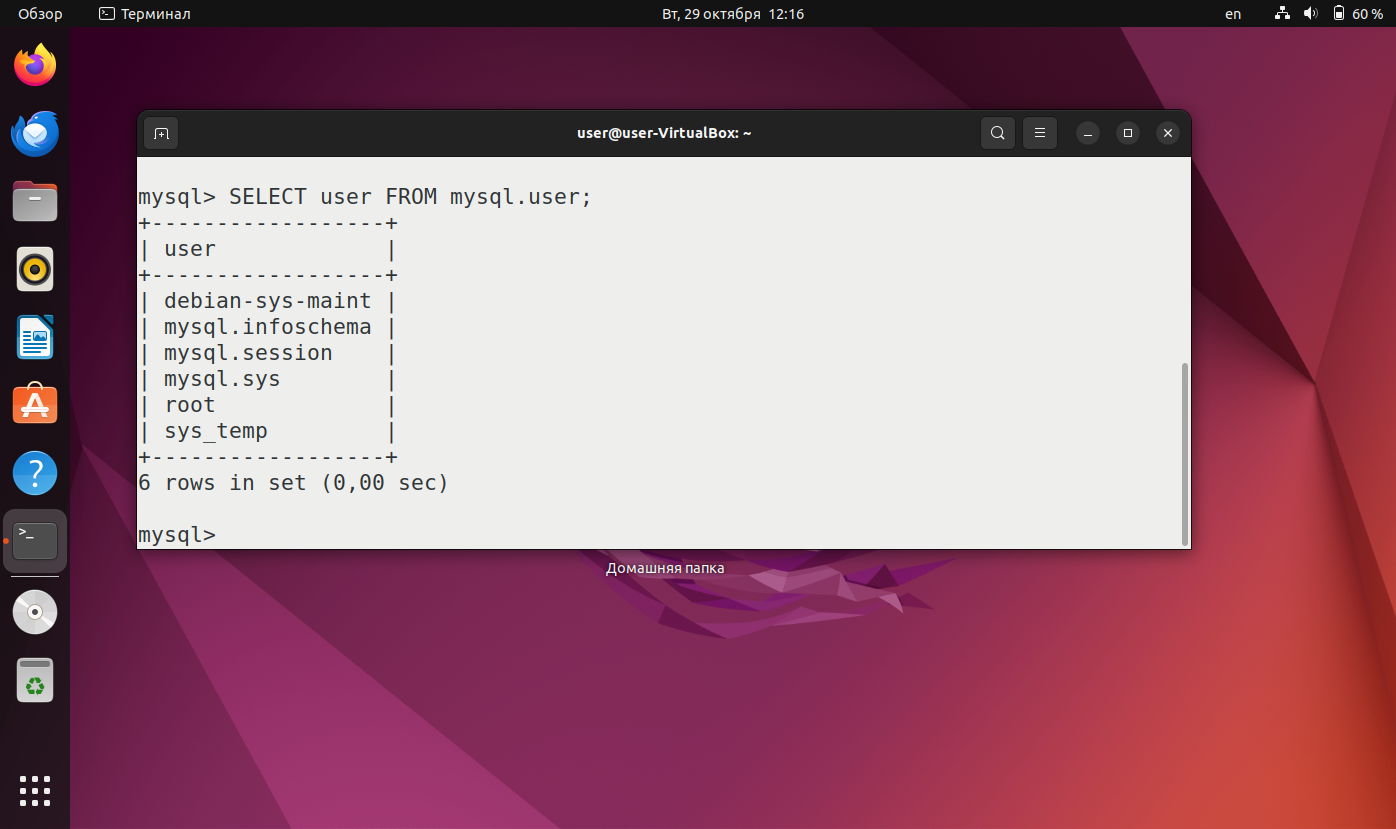 Обзор Терминал Вт, 29 октября 12:16 en 60 %
user@user-VirtualBox: ~
mysql> SELECT user FROM mysql.user;
+------------------+
| user             |
+------------------+
| debian-sys-maint |
| mysql.infoschema |
| mysql.session    |
| mysql.sys        |
| root             |
| sys_temp         |
+------------------+
6 rows in set (0,00 sec)
mysql>
Домашняя папка